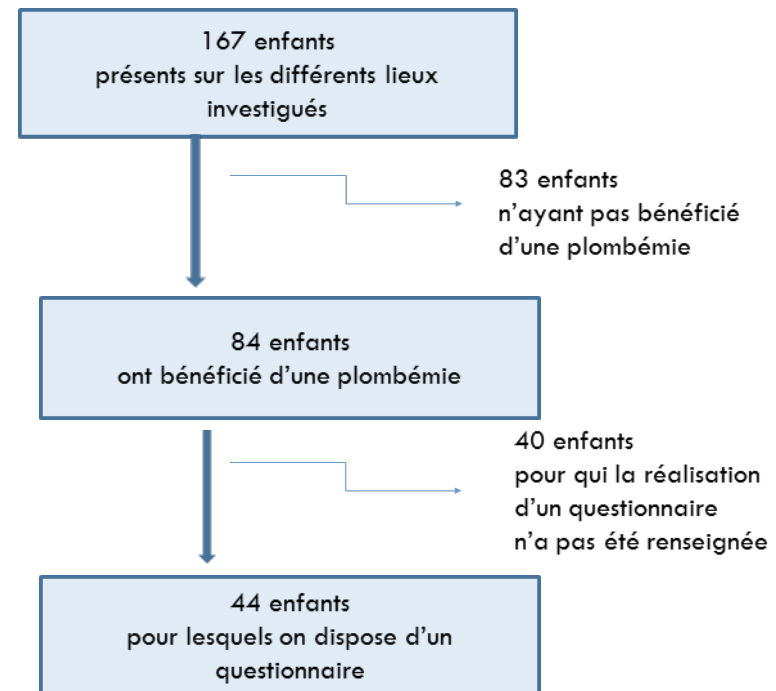 167 enfants
présents sur les différents lieux
investigués
83 enfants
n'ayant pas bénéficié
d'une plombémie
84 enfants
ont bénéficié d'une plombémie
40 enfants
pour qui la réalisation
d'un questionnaire
n'a pas été renseignée
44 enfants
pour lesquels on dispose d'un
questionnaire